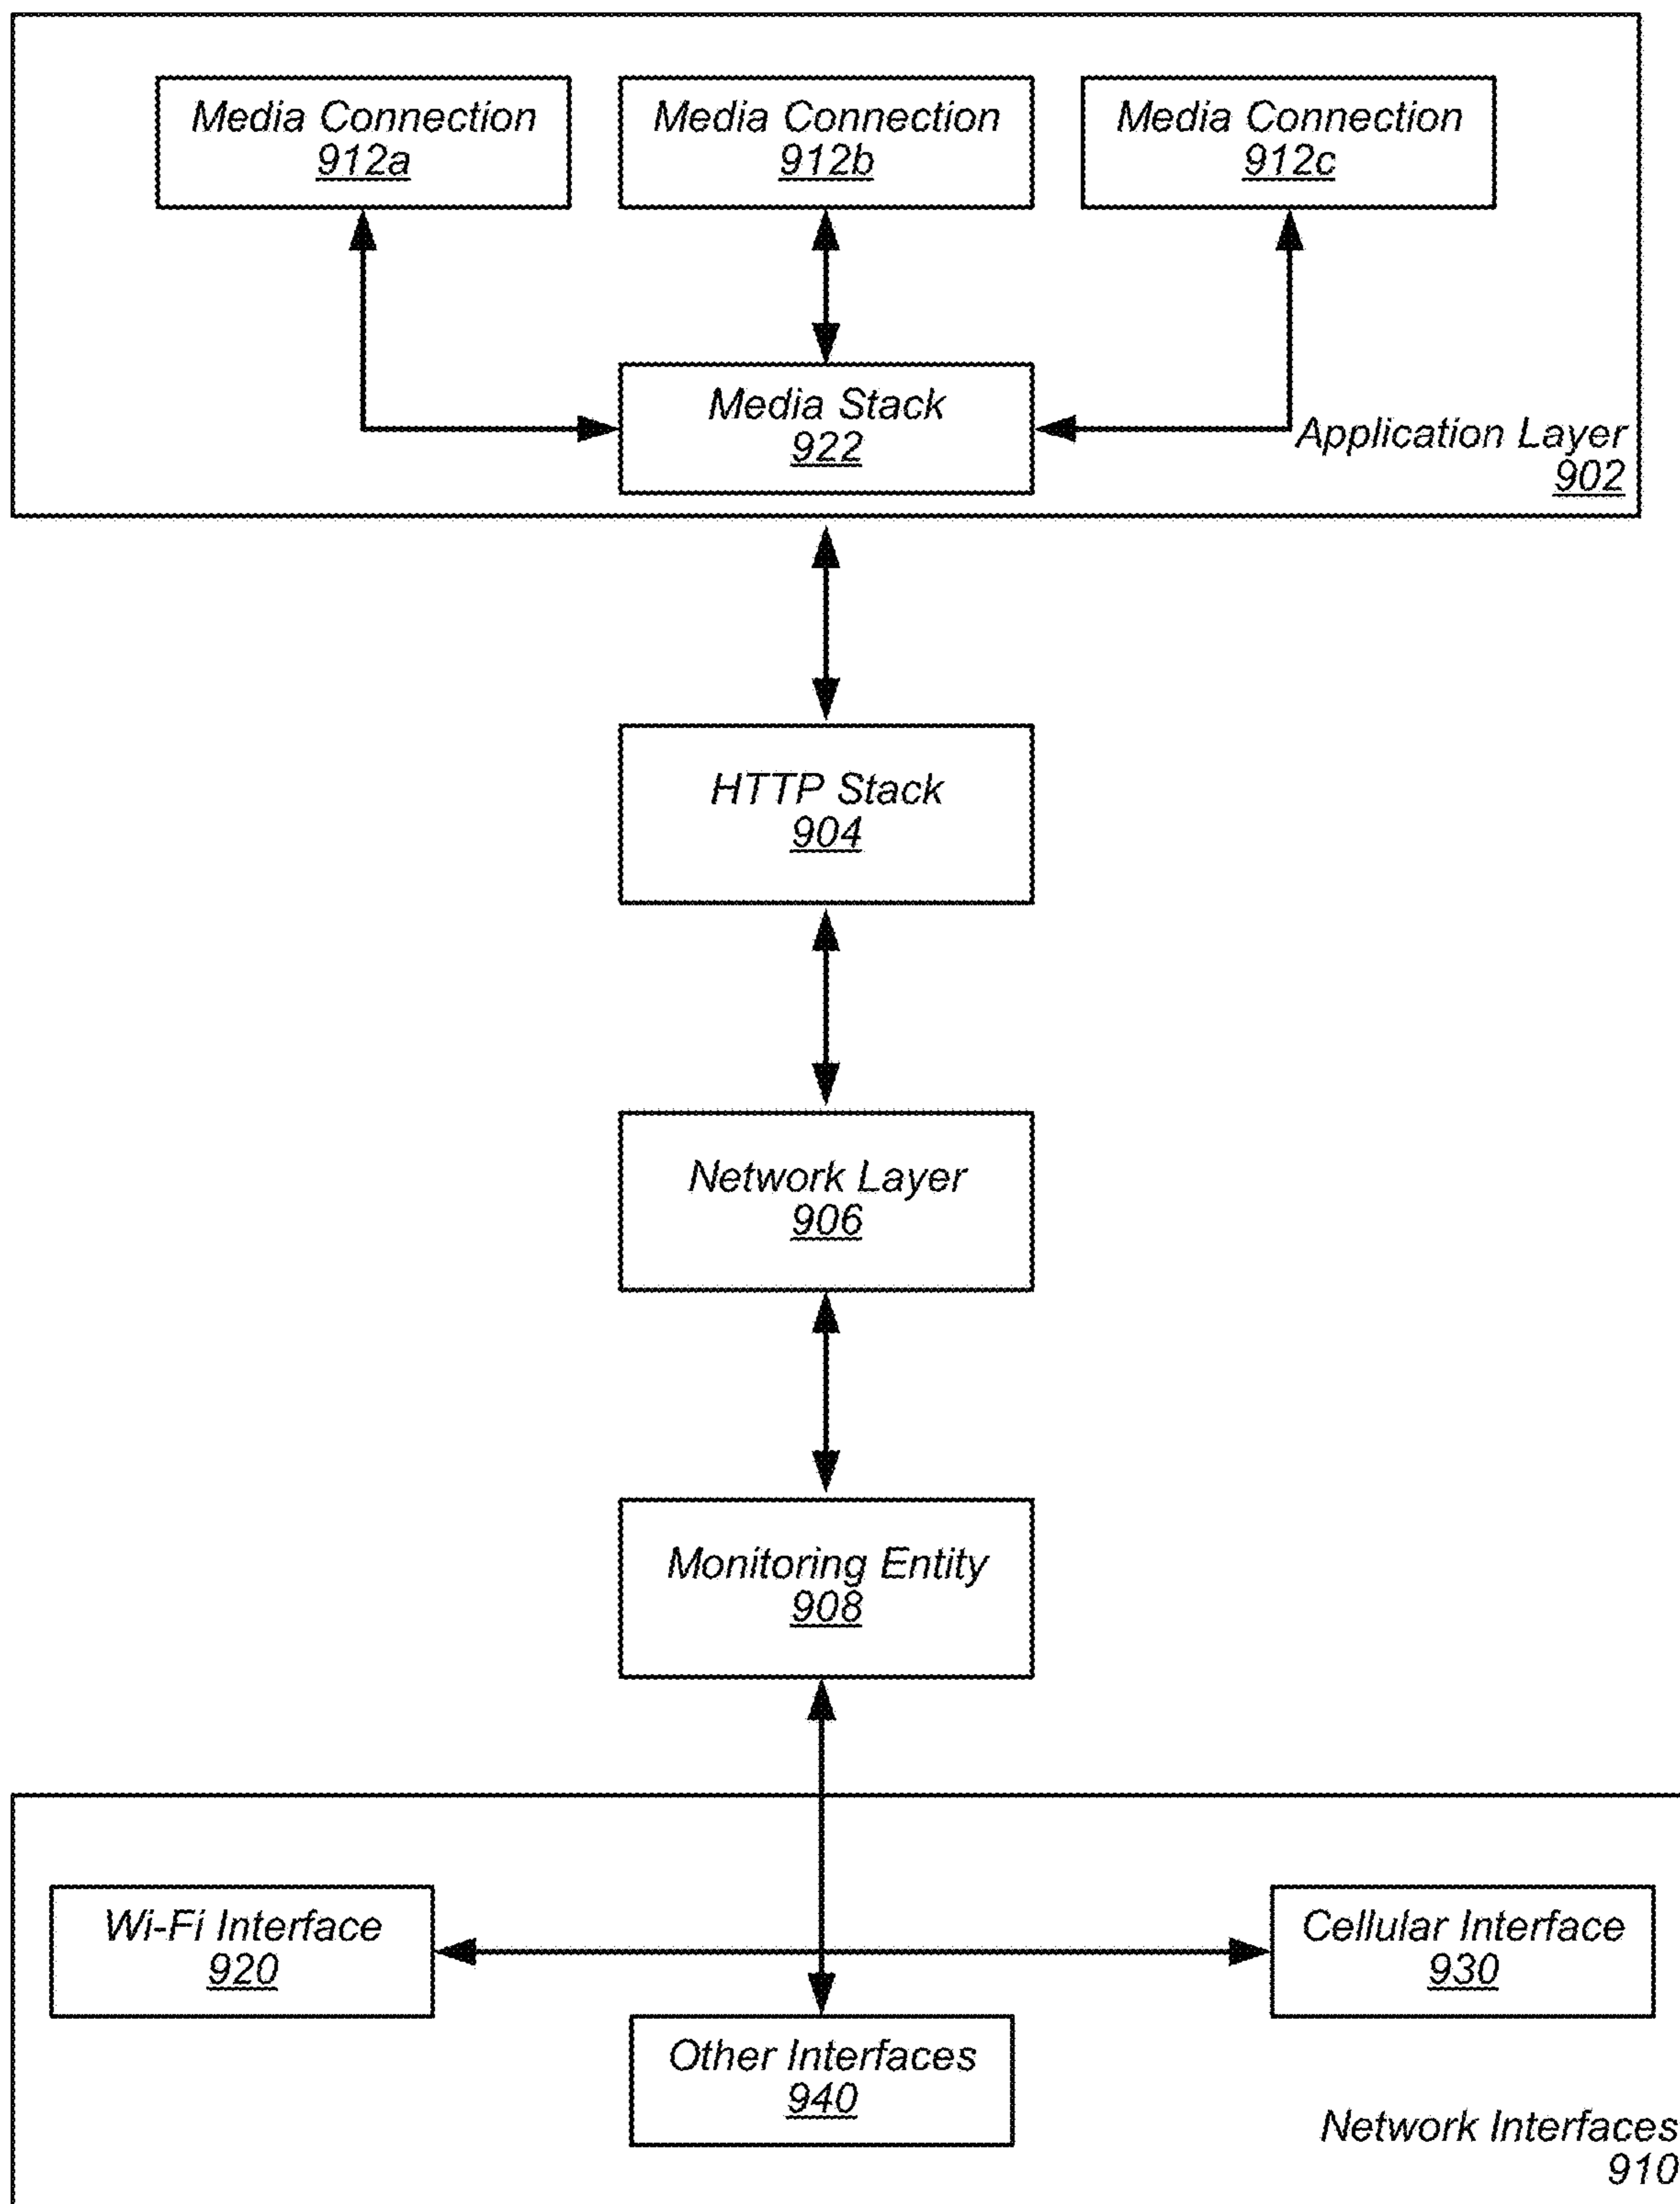 Media Connection
912a
Media Connection
912b
Media Connection
912c
Media Stack
922
Application Layer
902
HTTP Stack
904
Network Layer
906
Monitoring Entity
908
Wi-Fi Interface
920
Cellular Interface
930
Other Interfaces
940
Network Interfaces
910